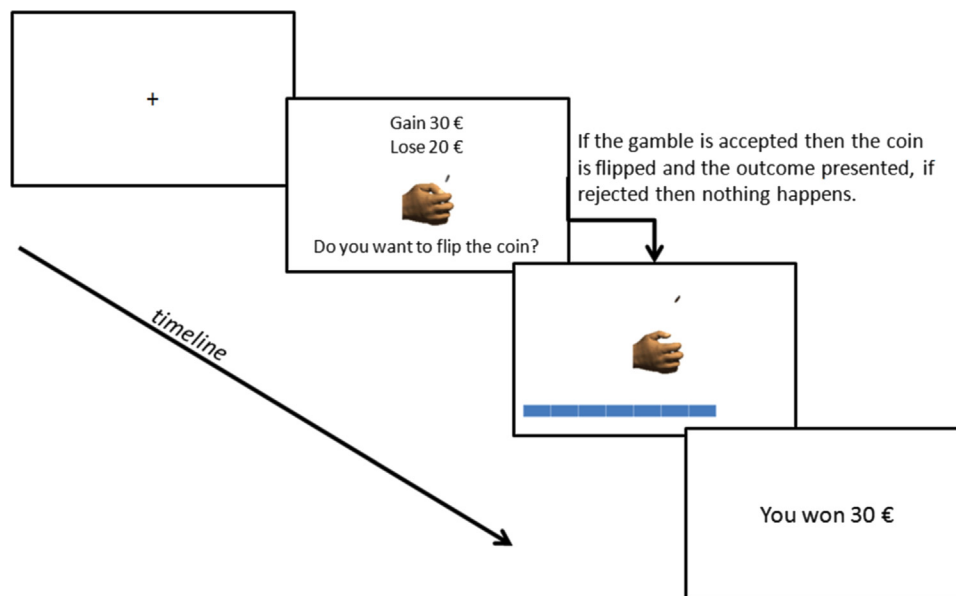 +
Gain 30 €
Lose 20 €
Do you want to flip the coin?
If the gamble is accepted then the coin
is flipped and the outcome presented, if
rejected then nothing happens.
timeline
You won 30 €